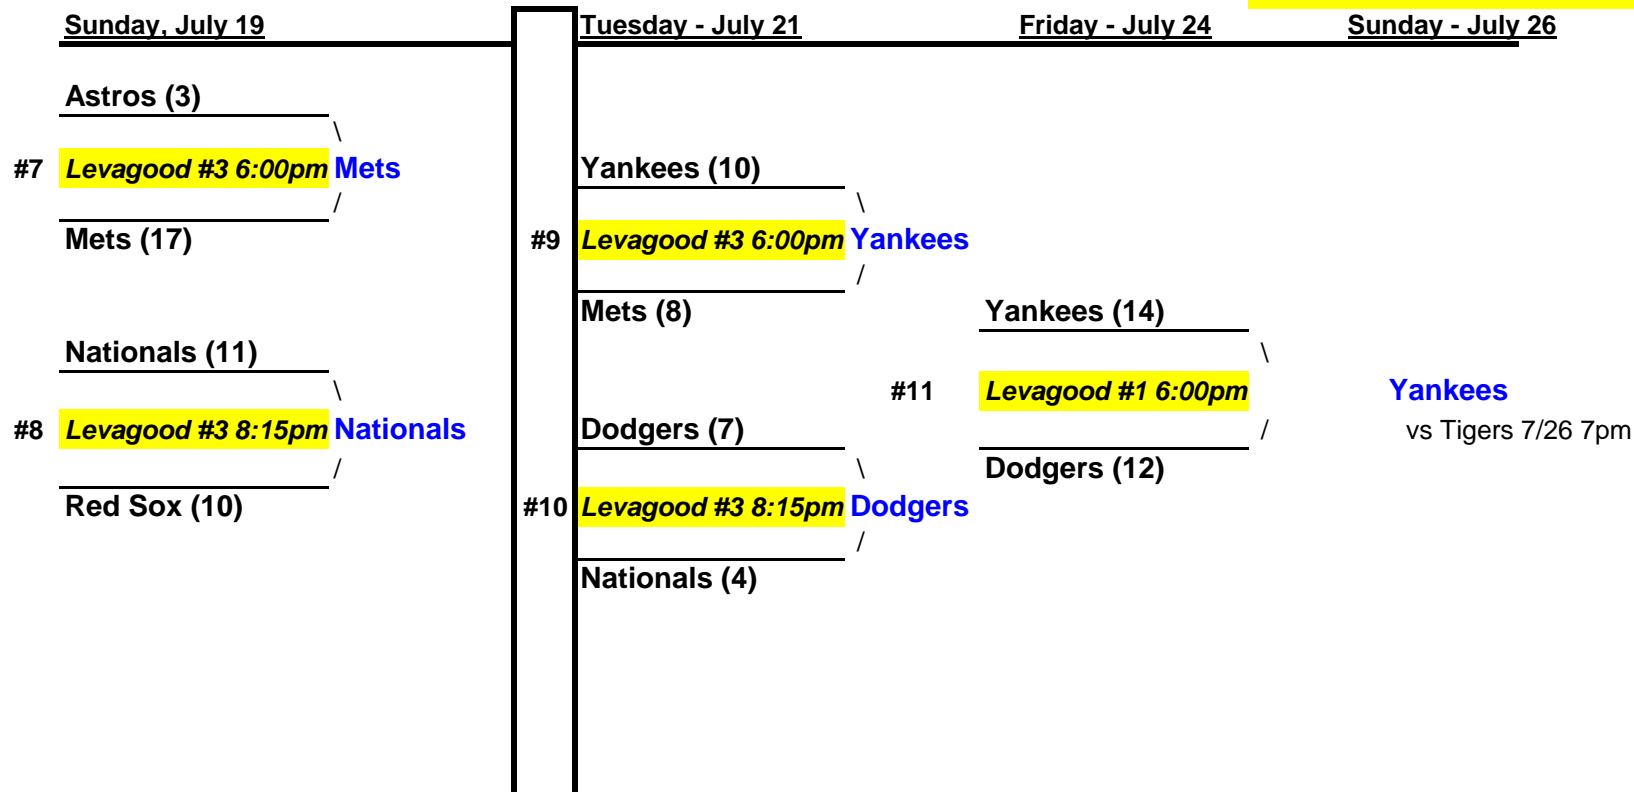 Sunday, July 19 Tuesday - July 21 Friday - July 24 Sunday - July 26
Astros (3)
\
#7 Levagood #3 6:00pm Mets Yankees (10)
/ \
Mets (17) #9 Levagood #3 6:00pm Yankees
/
Mets (8) Yankees (14)
Nationals (11) \
\ #11 Levagood #1 6:00pm Yankees
#8 Levagood #3 8:15pm Nationals Dodgers (7) / vs Tigers 7/26 7pm
/ \ Dodgers (12)
Red Sox (10) #10 Levagood #3 8:15pm Dodgers
/
Nationals (4)